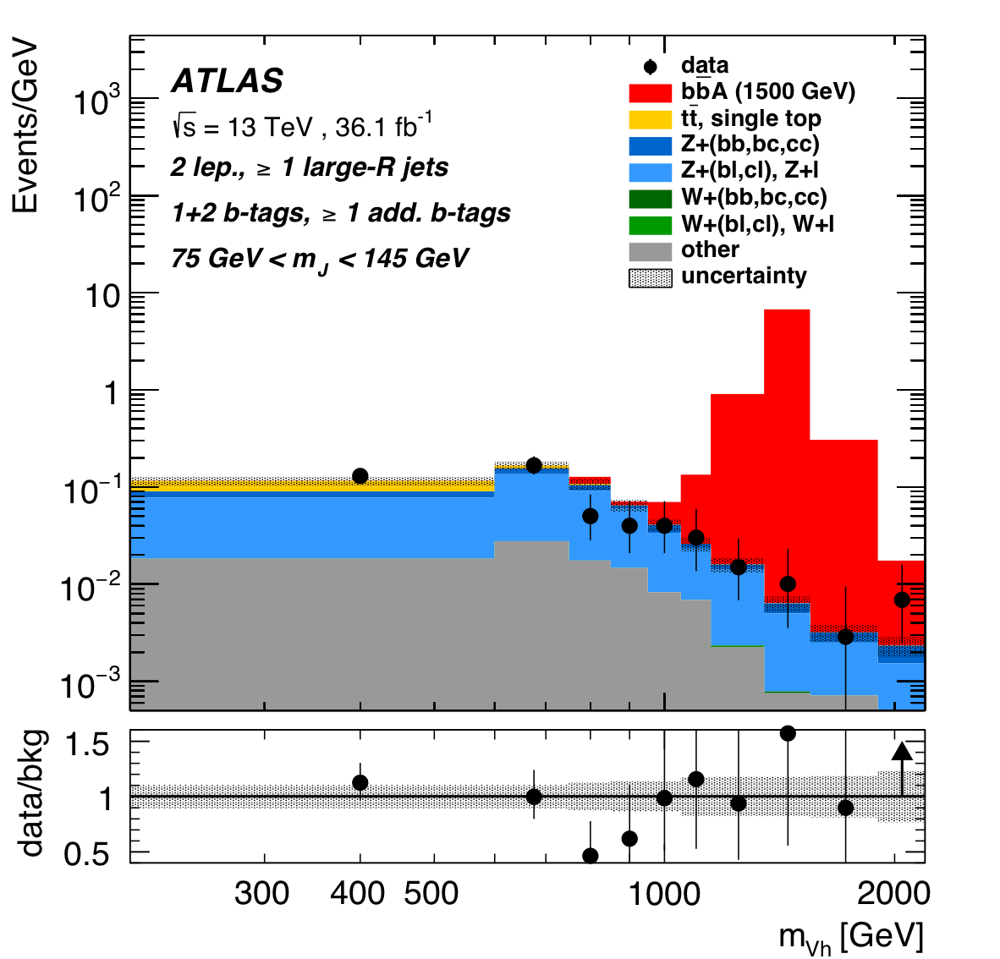 Events/GeV
10³
10²
10
1
10⁻¹
10⁻²
10⁻³
ATLAS
√s = 13 TeV , 36.1 fb⁻¹
2 lep., ≥ 1 large-R jets
1+2 b-tags, ≥ 1 add. b-tags
75 GeV < m_J < 145 GeV
data
bb̅A (1500 GeV)
tt̅, single top
Z+(bb,bc,cc)
Z+(bl,cl), Z+l
W+(bb,bc,cc)
W+(bl,cl), W+l
other
uncertainty
data/bkg
1.5
1
0.5
300 400 500 1000 2000
m_Vh [GeV]